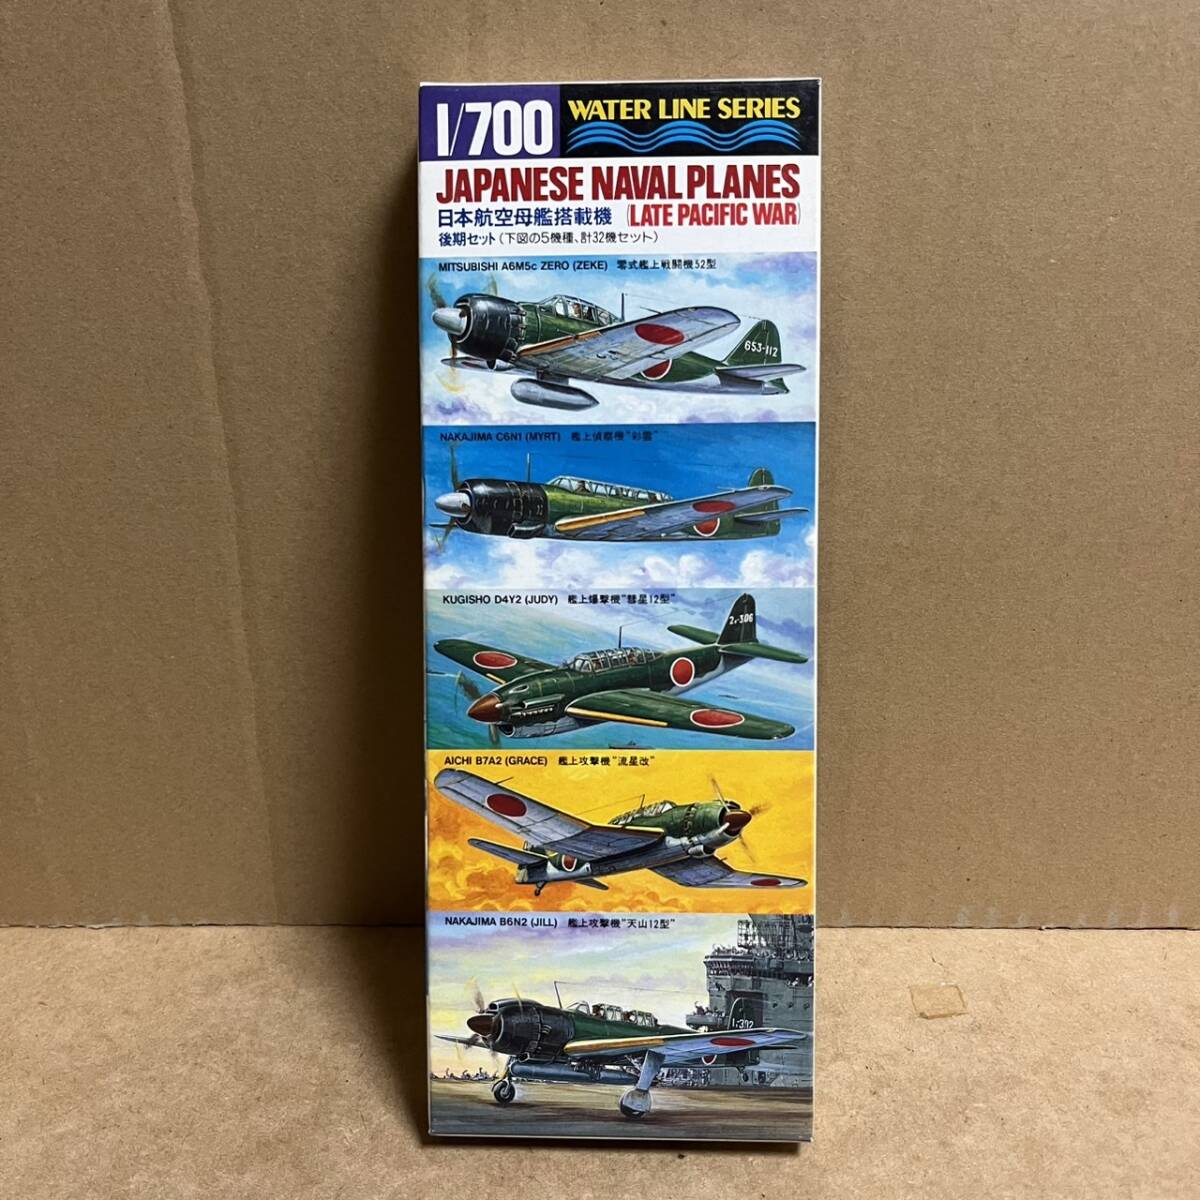 1/700
WATER LINE SERIES
JAPANESE NAVAL PLANES
日本航空母艦搭載機 (LATE PACIFIC WAR)
後期セット(下図の5機種、計32機セット)
MITSUBISHI A6M5c ZERO (ZEKE) 零式艦上戦闘機52型
653-112
NAKAJIMA C6N1 (MYRT) 艦上偵察機"彩雲"
KUGISHO D4Y2 (JUDY) 艦上爆撃機"彗星12型"
AICHI B7A2 (GRACE) 艦上攻撃機"流星改"
NAKAJIMA B6N2 (JILL) 艦上攻撃機"天山12型"